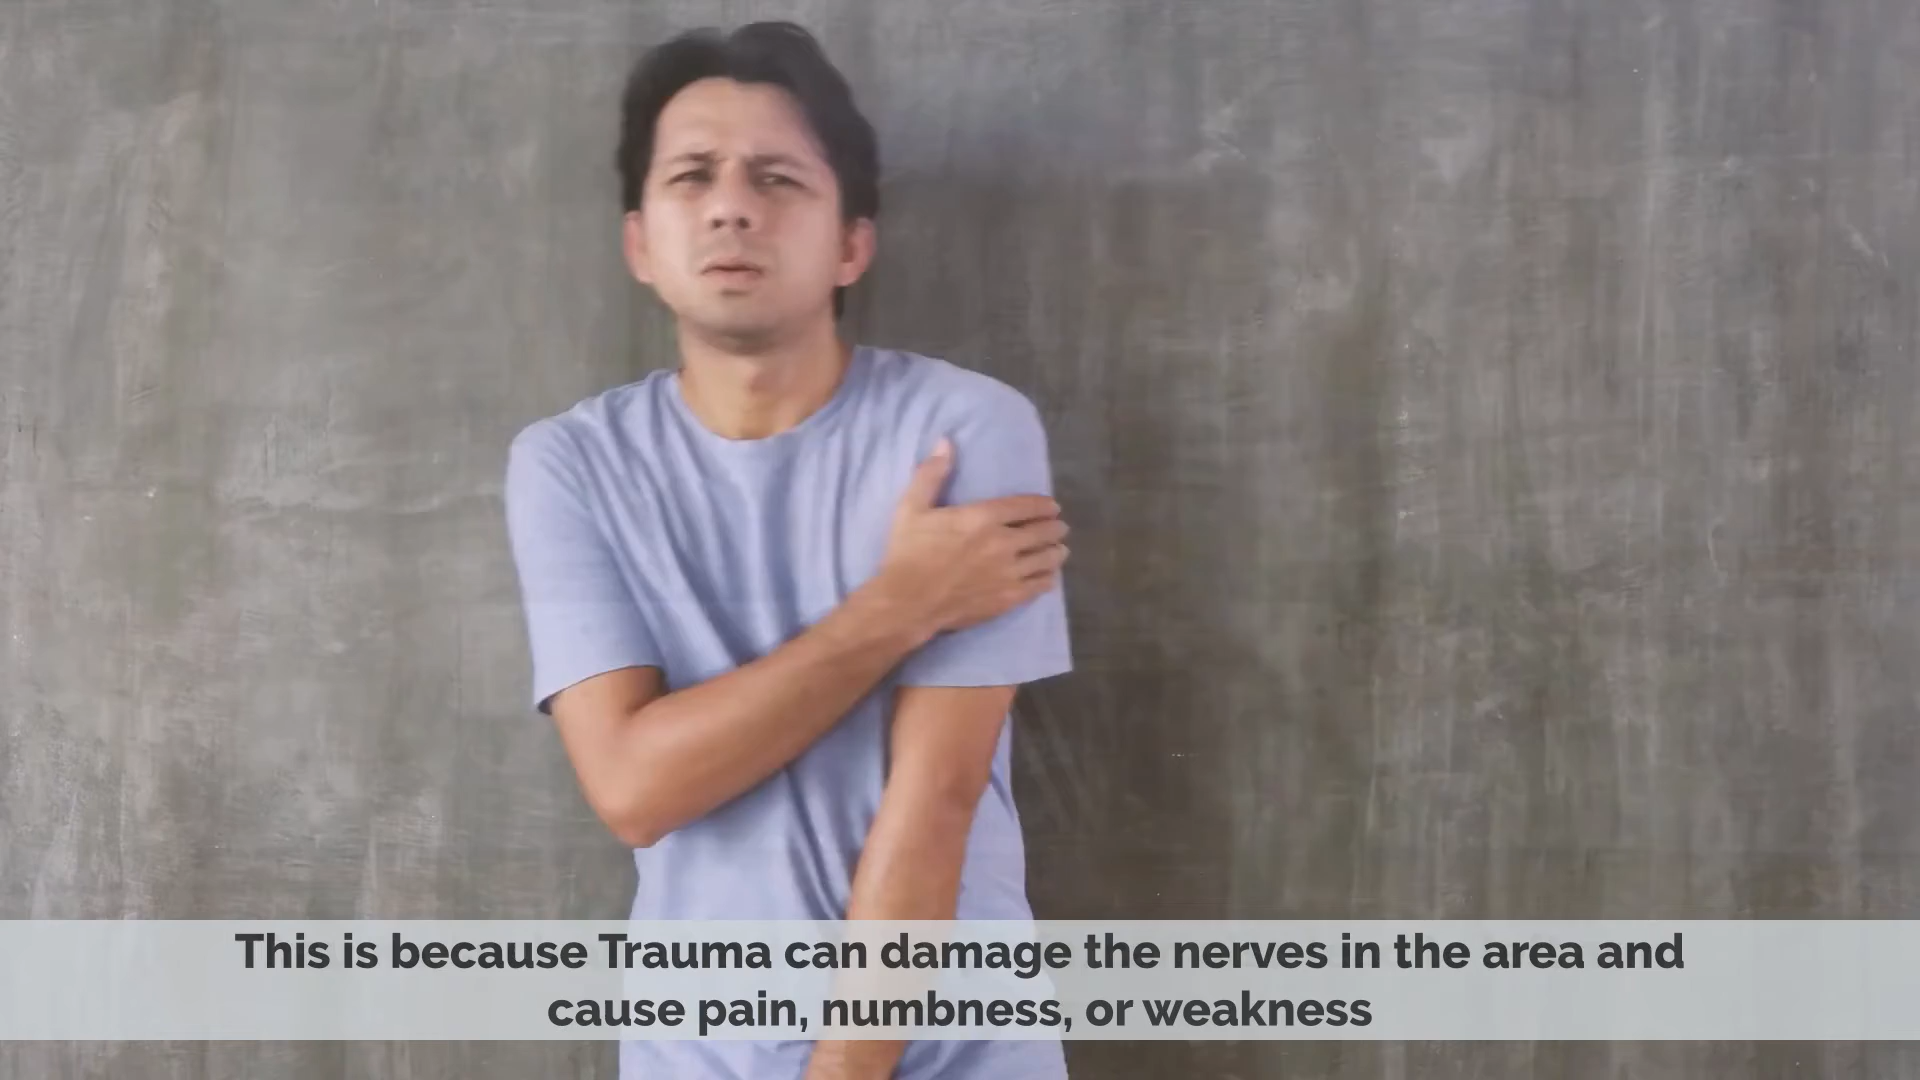 This is because Trauma can damage the nerves in the area and
cause pain, numbness, or weakness